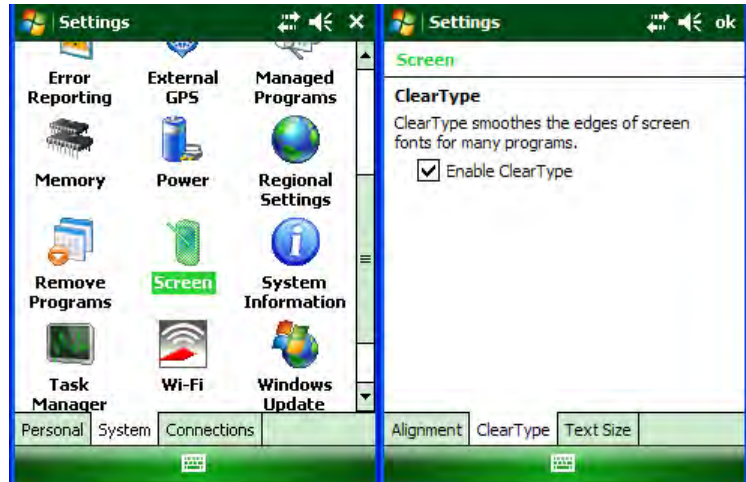 Settings
Error Reporting
External GPS
Managed Programs
Memory
Power
Regional Settings
Remove Programs
Screen
System Information
Task Manager
Wi-Fi
Windows Update
Personal System Connections
Settings ok
Screen
ClearType
ClearType smoothes the edges of screen
fonts for many programs.
Enable ClearType
Alignment ClearType Text Size